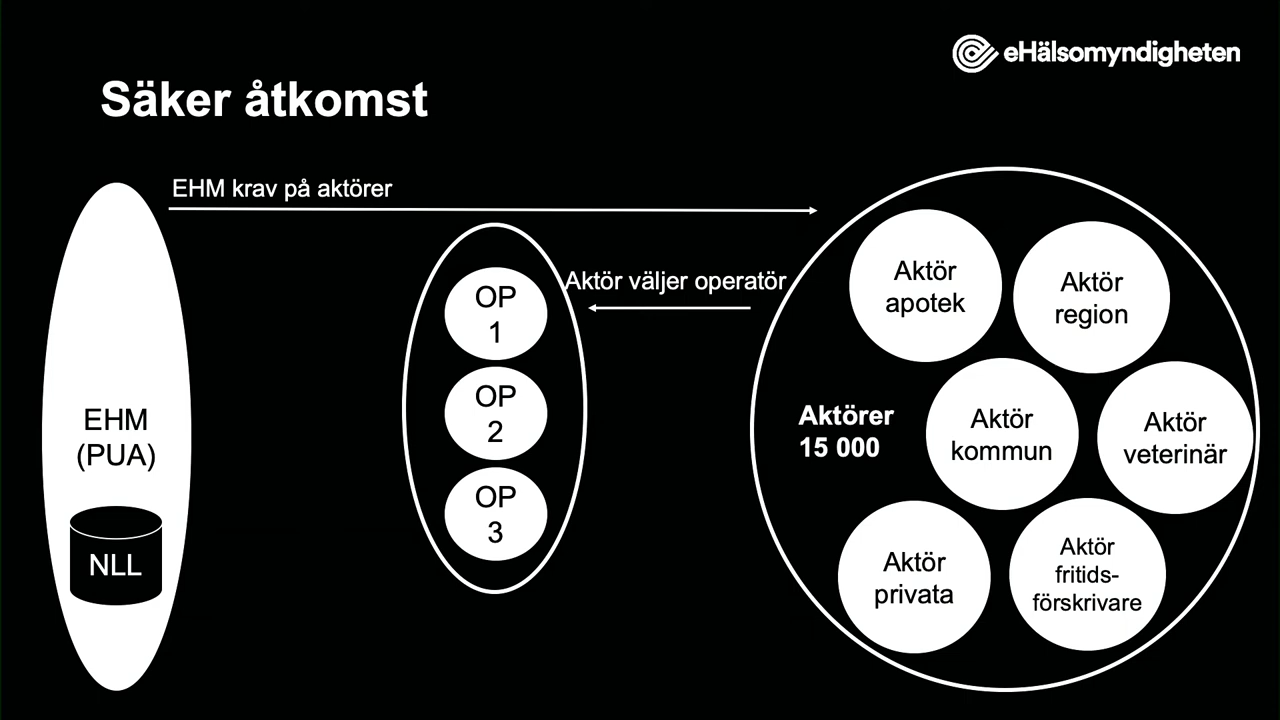 eHälsomyndigheten
Säker åtkomst
EHM krav på aktörer
Aktör väljer operatör
EHM
(PUA)
NLL
OP
1
OP
2
OP
3
Aktörer
15 000
Aktör
apotek
Aktör
region
Aktör
kommun
Aktör
veterinär
Aktör
privata
Aktör
fritids-
förskrivare